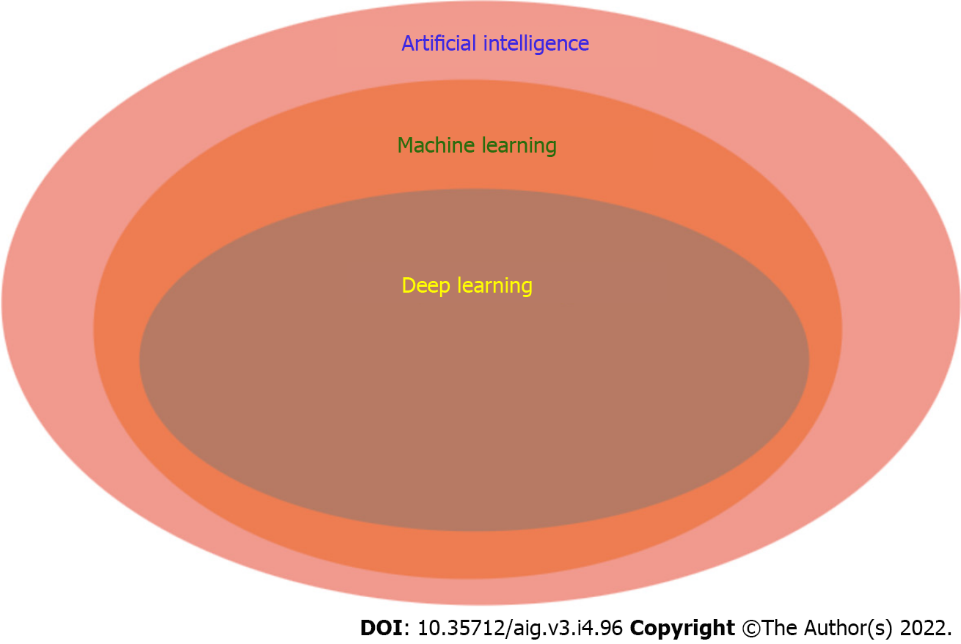 Artificial intelligence
Machine learning
Deep learning
DOI: 10.35712/aig.v3.i4.96 Copyright ©The Author(s) 2022.